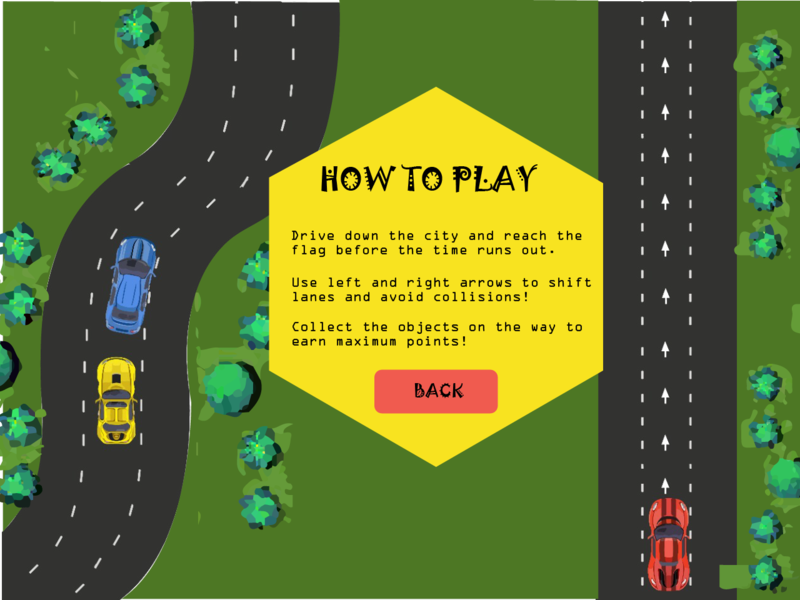 HOW TO PLAY
Drive down the city and reach the
flag before the time runs out.
Use left and right arrows to shift
lanes and avoid collisions!
Collect the objects on the way to
earn maximum points!
BACK